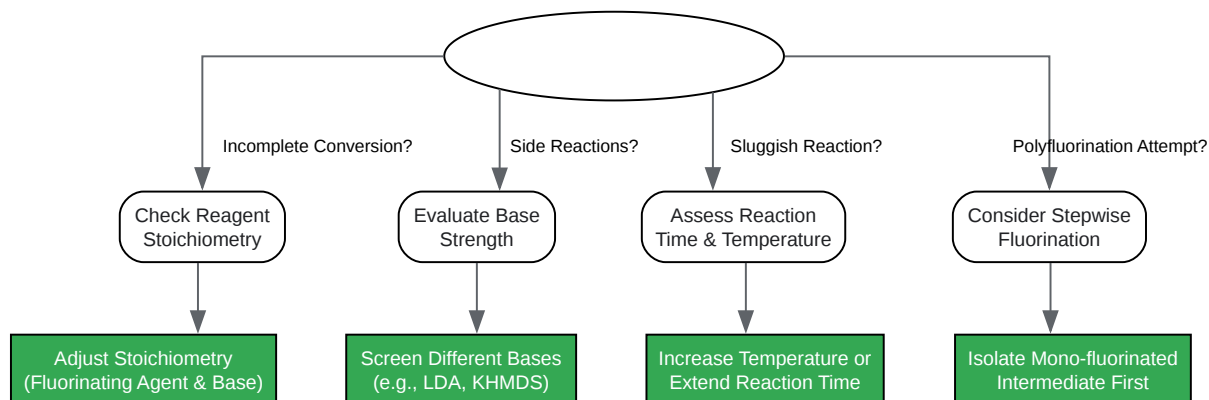 Incomplete Conversion?
Side Reactions?
Sluggish Reaction?
Polyfluorination Attempt?
Check Reagent
Stoichiometry
Evaluate Base
Strength
Assess Reaction
Time & Temperature
Consider Stepwise
Fluorination
Adjust Stoichiometry
(Fluorinating Agent & Base)
Screen Different Bases
(e.g., LDA, KHMDS)
Increase Temperature or
Extend Reaction Time
Isolate Mono-fluorinated
Intermediate First